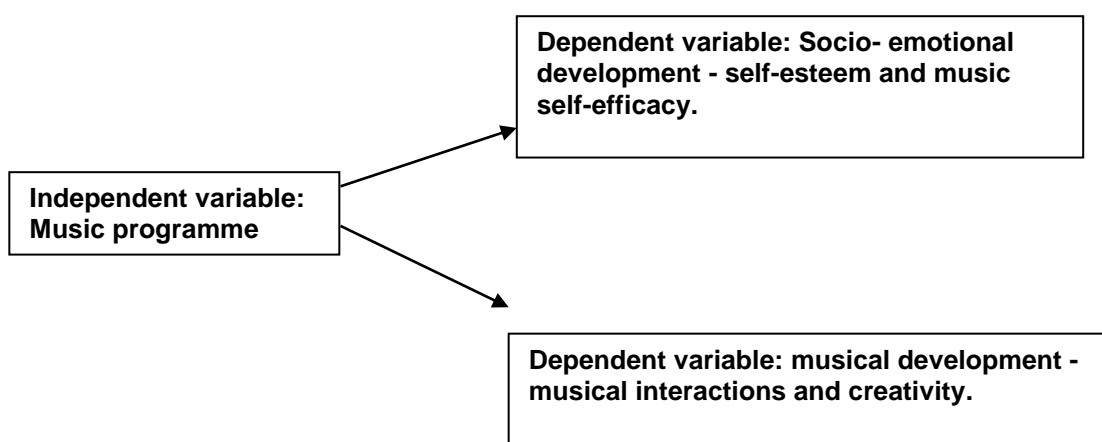 Dependent variable: Socio- emotional
development - self-esteem and music
self-efficacy.
Independent variable:
Music programme
Dependent variable: musical development -
musical interactions and creativity.